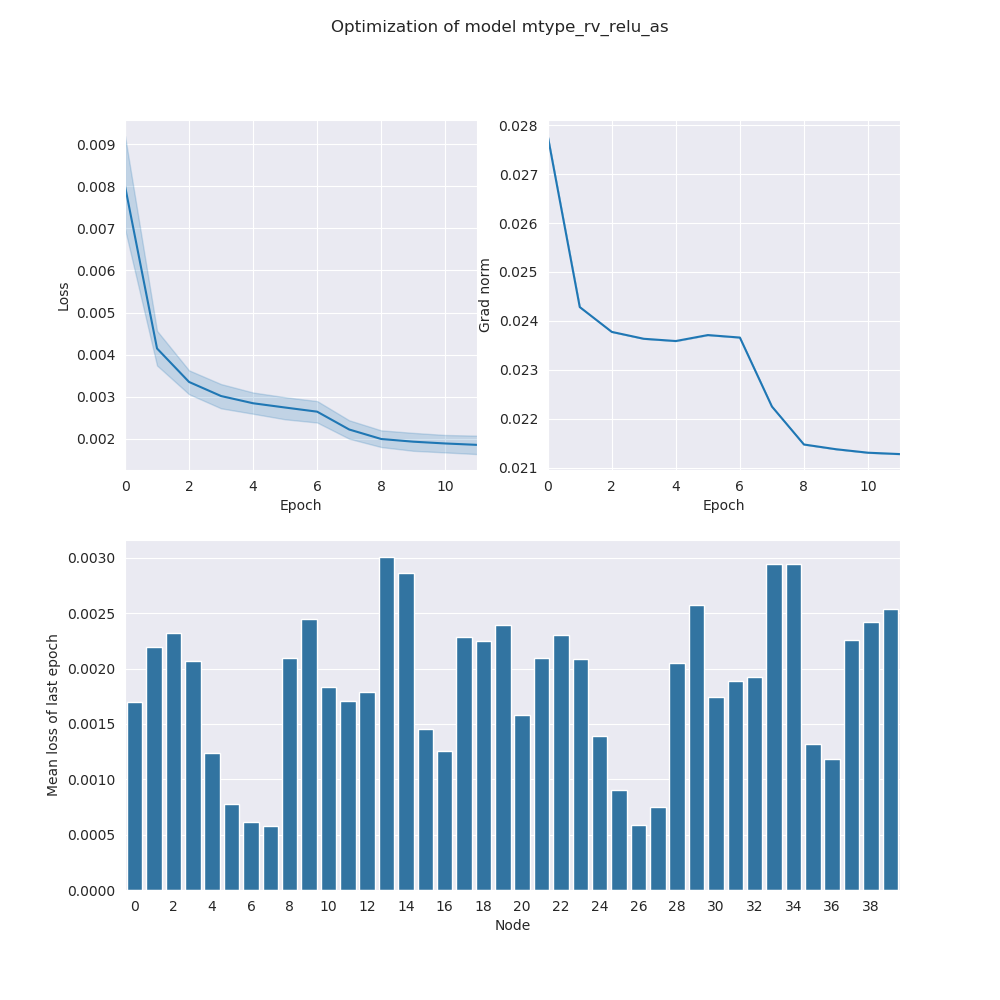 Optimization of model mtype_rv_relu_as
0.009
0.008
0.007
0.006
0.005
0.004
0.003
0.002
Loss
0 2 4 6 8 10
Epoch
0.028
0.027
0.026
0.025
0.024
0.023
0.022
0.021
Grad norm
0 2 4 6 8 10
Epoch
0.0030
0.0025
0.0020
0.0015
0.0010
0.0005
0.0000
Mean loss of last epoch
0 2 4 6 8 10 12 14 16 18 20 22 24 26 28 30 32 34 36 38
Node